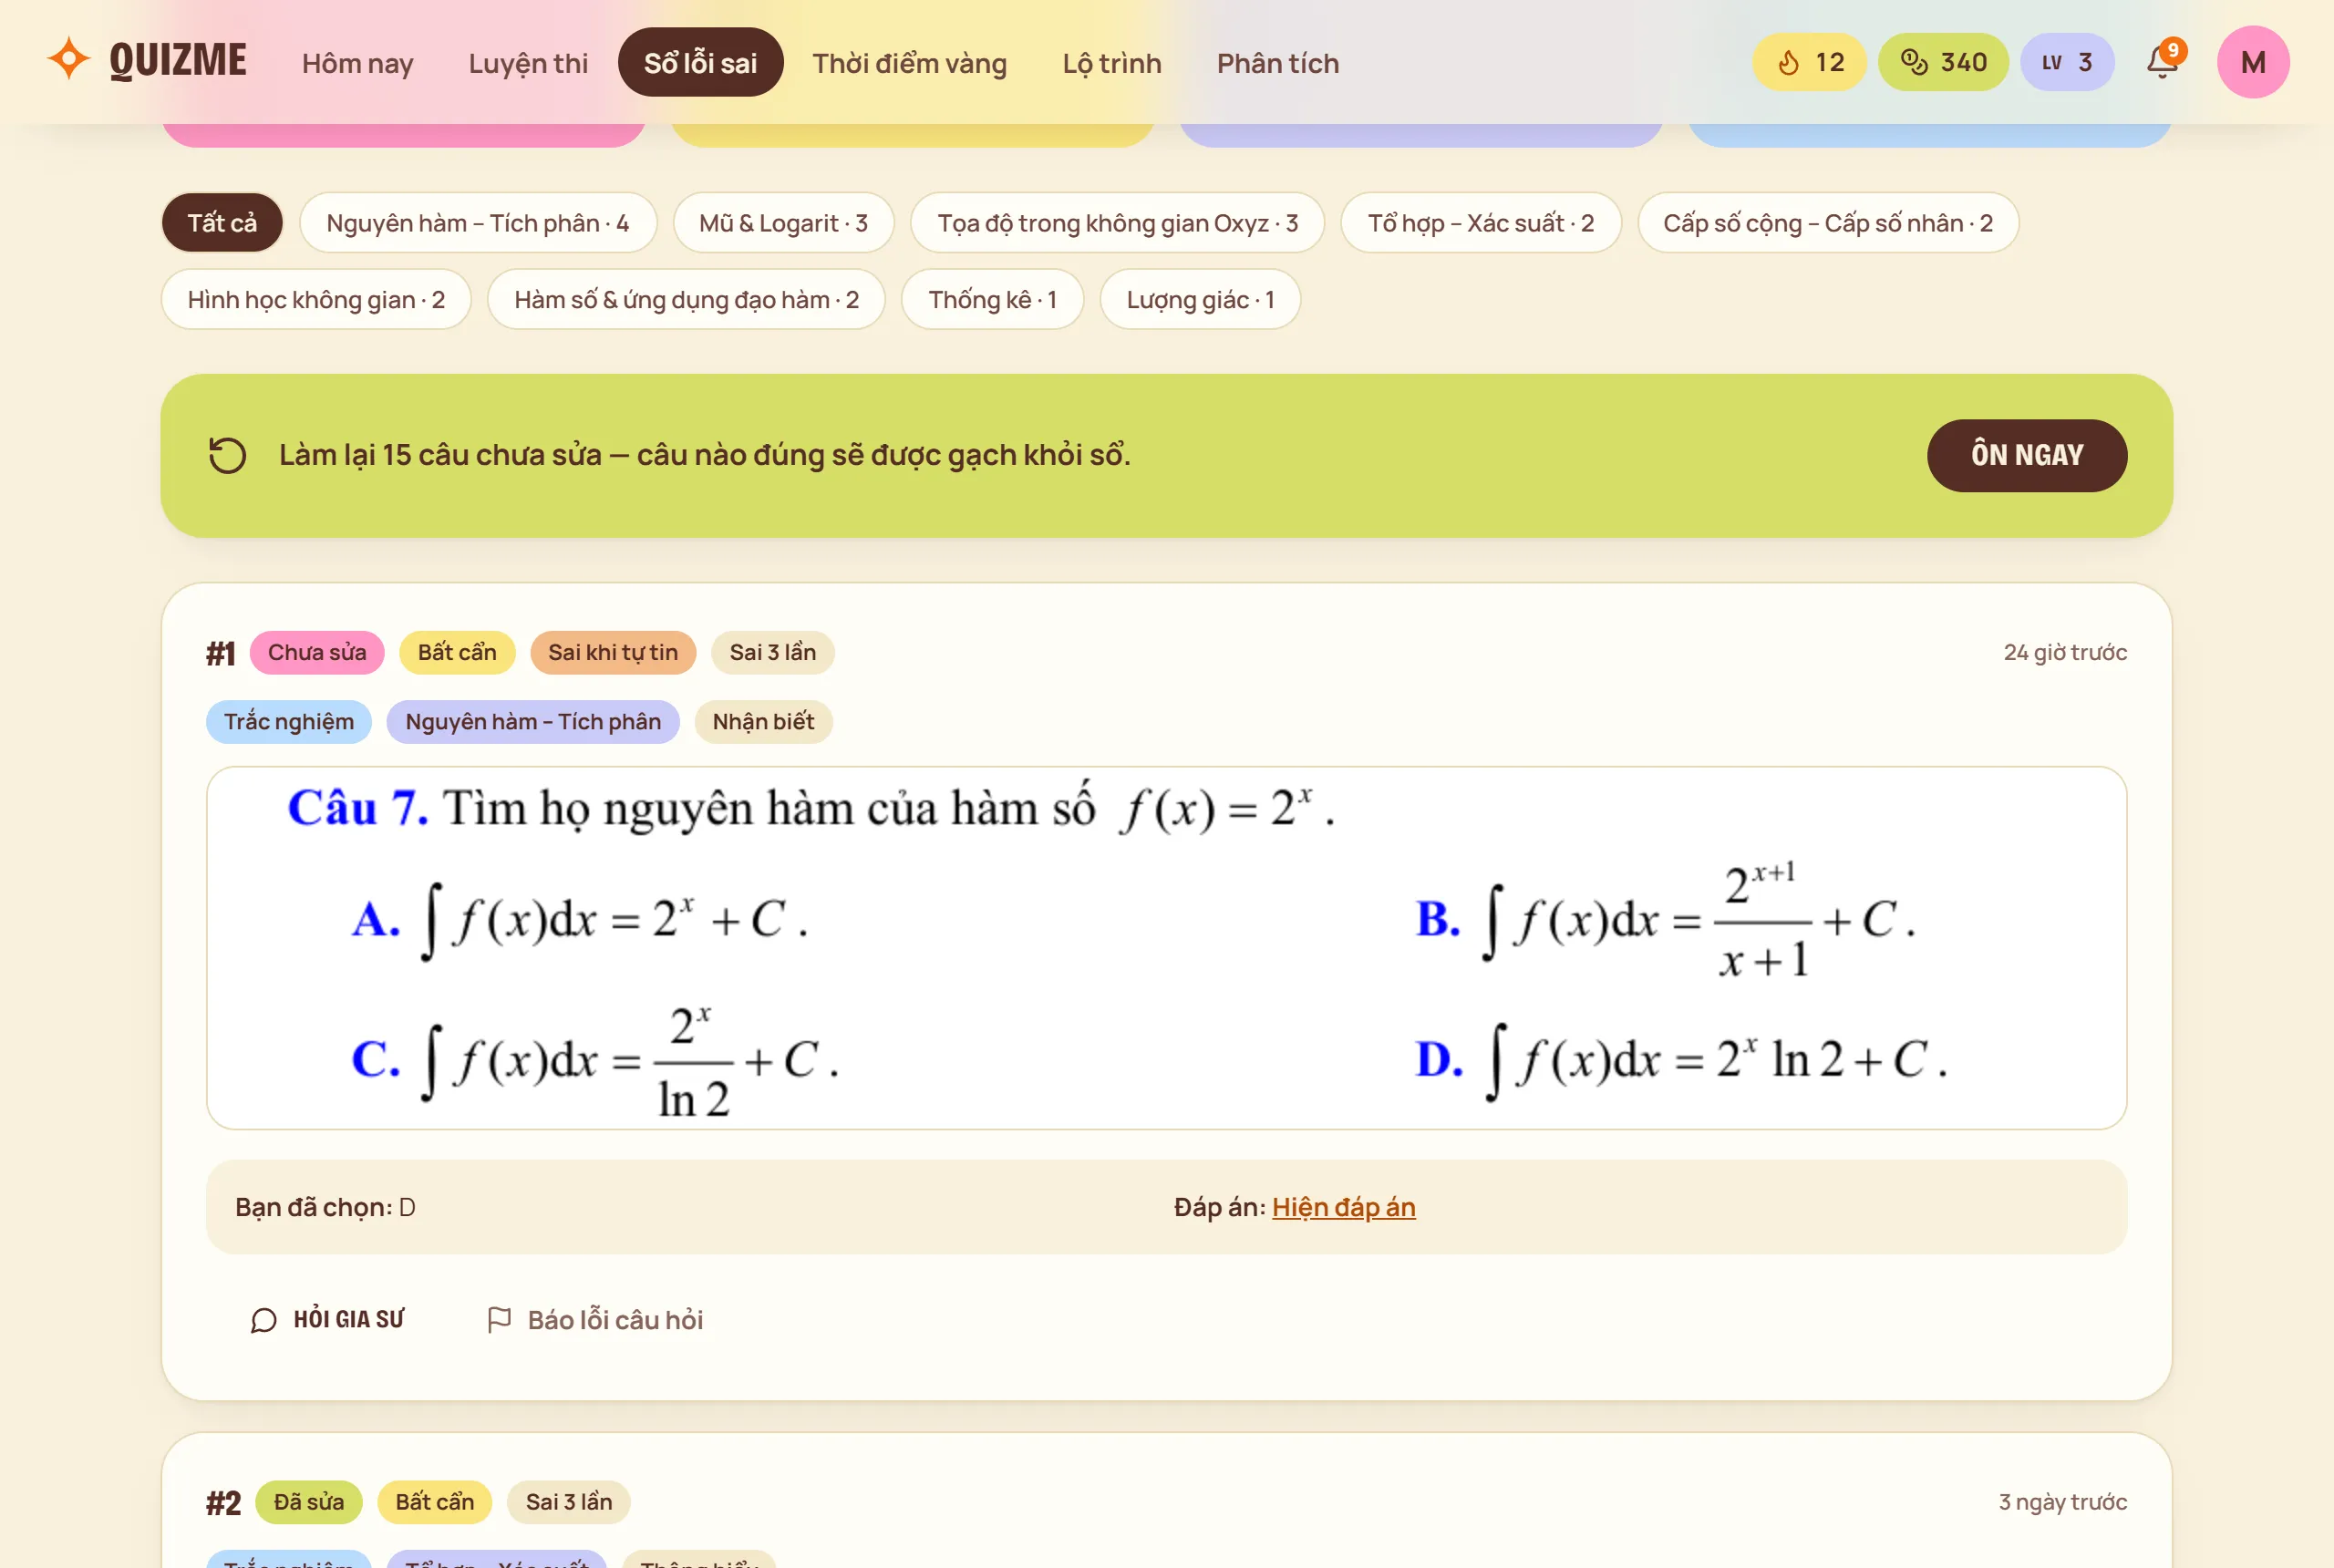 QUIZME Hôm nay Luyện thi Sổ lỗi sai Thời điểm vàng Lộ trình Phân tích 12 340 LV 3 9 M
Tất cả Nguyên hàm – Tích phân · 4 Mũ & Logarit · 3 Tọa độ trong không gian Oxyz · 3 Tổ hợp – Xác suất · 2 Cấp số cộng – Cấp số nhân · 2
Hình học không gian · 2 Hàm số & ứng dụng đạo hàm · 2 Thống kê · 1 Lượng giác · 1
Làm lại 15 câu chưa sửa — câu nào đúng sẽ được gạch khỏi sổ. ÔN NGAY
#1 Chưa sửa Bất cẩn Sai khi tự tin Sai 3 lần 24 giờ trước
Trắc nghiệm Nguyên hàm – Tích phân Nhận biết
Câu 7. Tìm họ nguyên hàm của hàm số f(x) = 2^x.
A. ∫ f(x)dx = 2^x + C. B. ∫ f(x)dx = 2^{x+1}/(x+1) + C.
C. ∫ f(x)dx = 2^x/ln 2 + C. D. ∫ f(x)dx = 2^x ln 2 + C.
Bạn đã chọn: D Đáp án: Hiện đáp án
HỎI GIA SƯ Báo lỗi câu hỏi
#2 Đã sửa Bất cẩn Sai 3 lần 3 ngày trước
Trắc nghiệm Tổ hợp – Xác suất Thông hiểu